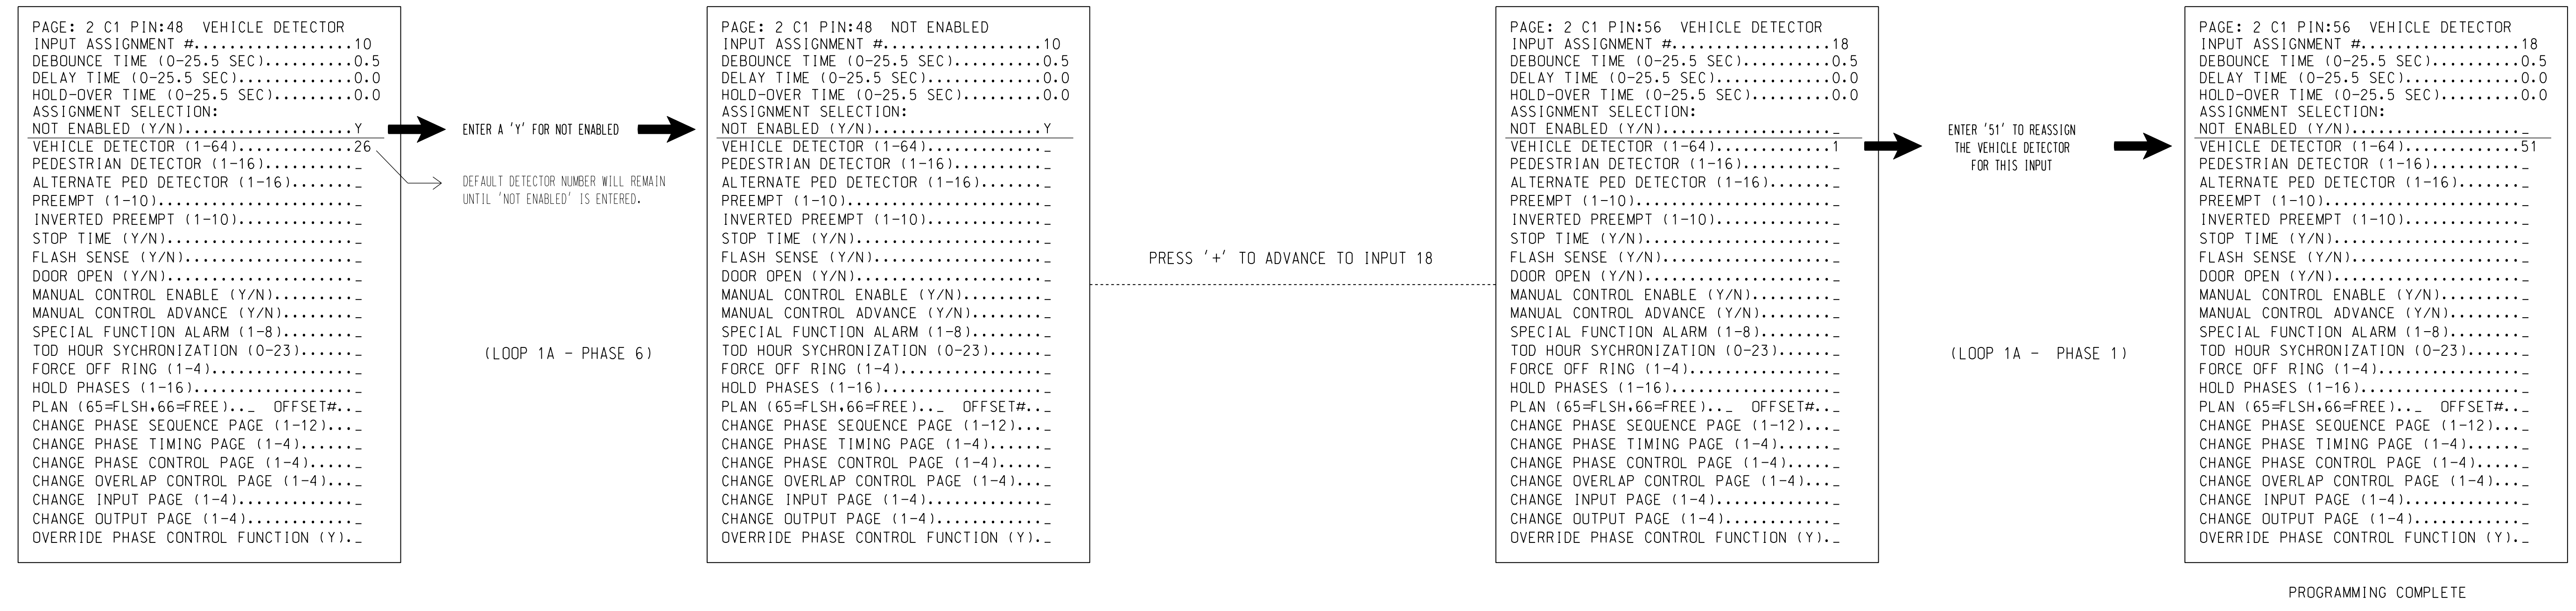 PAGE: 2 C1 PIN:48  VEHICLE DETECTOR
INPUT ASSIGNMENT #..................10
DEBOUNCE TIME (0-25.5 SEC)..........0.5
DELAY TIME (0-25.5 SEC).............0.0
HOLD-OVER TIME (0-25.5 SEC).........0.0
ASSIGNMENT SELECTION:
NOT ENABLED (Y/N)...................Y
VEHICLE DETECTOR (1-64).............26
PEDESTRIAN DETECTOR (1-16).........._
ALTERNATE PED DETECTOR (1-16)......._
PREEMPT (1-10)......................_
INVERTED PREEMPT (1-10)............._
STOP TIME (Y/N)....................._
FLASH SENSE (Y/N)..................._
DOOR OPEN (Y/N)....................._
MANUAL CONTROL ENABLE (Y/N)........._
MANUAL CONTROL ADVANCE (Y/N)........_
SPECIAL FUNCTION ALARM (1-8)........_
TOD HOUR SYCHRONIZATION (0-23)......_
FORCE OFF RING (1-4)................_
HOLD PHASES (1-16).................._
PLAN (65=FLSH,66=FREE).._  OFFSET#.._
CHANGE PHASE SEQUENCE PAGE (1-12)..._
CHANGE PHASE TIMING PAGE (1-4)......_
CHANGE PHASE CONTROL PAGE (1-4)....._
CHANGE OVERLAP CONTROL PAGE (1-4)..._
CHANGE INPUT PAGE (1-4)............._
CHANGE OUTPUT PAGE (1-4)............_
OVERRIDE PHASE CONTROL FUNCTION (Y)._
ENTER A 'Y' FOR NOT ENABLED
DEFAULT DETECTOR NUMBER WILL REMAIN
UNTIL 'NOT ENABLED' IS ENTERED.
(LOOP 1A - PHASE 6)
PAGE: 2 C1 PIN:48  NOT ENABLED
INPUT ASSIGNMENT #..................10
DEBOUNCE TIME (0-25.5 SEC)..........0.5
DELAY TIME (0-25.5 SEC).............0.0
HOLD-OVER TIME (0-25.5 SEC).........0.0
ASSIGNMENT SELECTION:
NOT ENABLED (Y/N)...................Y
VEHICLE DETECTOR (1-64)............._
PEDESTRIAN DETECTOR (1-16).........._
ALTERNATE PED DETECTOR (1-16)......._
PREEMPT (1-10)......................_
INVERTED PREEMPT (1-10)............._
STOP TIME (Y/N)....................._
FLASH SENSE (Y/N)..................._
DOOR OPEN (Y/N)....................._
MANUAL CONTROL ENABLE (Y/N)........._
MANUAL CONTROL ADVANCE (Y/N)........_
SPECIAL FUNCTION ALARM (1-8)........_
TOD HOUR SYCHRONIZATION (0-23)......_
FORCE OFF RING (1-4)................_
HOLD PHASES (1-16).................._
PLAN (65=FLSH,66=FREE).._  OFFSET#.._
CHANGE PHASE SEQUENCE PAGE (1-12)..._
CHANGE PHASE TIMING PAGE (1-4)......_
CHANGE PHASE CONTROL PAGE (1-4)....._
CHANGE OVERLAP CONTROL PAGE (1-4)..._
CHANGE INPUT PAGE (1-4)............._
CHANGE OUTPUT PAGE (1-4)............_
OVERRIDE PHASE CONTROL FUNCTION (Y)._
PRESS '+' TO ADVANCE TO INPUT 18
PAGE: 2 C1 PIN:56  VEHICLE DETECTOR
INPUT ASSIGNMENT #..................18
DEBOUNCE TIME (0-25.5 SEC)..........0.5
DELAY TIME (0-25.5 SEC).............0.0
HOLD-OVER TIME (0-25.5 SEC).........0.0
ASSIGNMENT SELECTION:
NOT ENABLED (Y/N)..................._
VEHICLE DETECTOR (1-64).............1
PEDESTRIAN DETECTOR (1-16).........._
ALTERNATE PED DETECTOR (1-16)......._
PREEMPT (1-10)......................_
INVERTED PREEMPT (1-10)............._
STOP TIME (Y/N)....................._
FLASH SENSE (Y/N)..................._
DOOR OPEN (Y/N)....................._
MANUAL CONTROL ENABLE (Y/N)........._
MANUAL CONTROL ADVANCE (Y/N)........_
SPECIAL FUNCTION ALARM (1-8)........_
TOD HOUR SYCHRONIZATION (0-23)......_
FORCE OFF RING (1-4)................_
HOLD PHASES (1-16).................._
PLAN (65=FLSH,66=FREE).._  OFFSET#.._
CHANGE PHASE SEQUENCE PAGE (1-12)..._
CHANGE PHASE TIMING PAGE (1-4)......_
CHANGE PHASE CONTROL PAGE (1-4)....._
CHANGE OVERLAP CONTROL PAGE (1-4)..._
CHANGE INPUT PAGE (1-4)............._
CHANGE OUTPUT PAGE (1-4)............_
OVERRIDE PHASE CONTROL FUNCTION (Y)._
ENTER '51' TO REASSIGN
THE VEHICLE DETECTOR
FOR THIS INPUT
(LOOP 1A -  PHASE 1)
PAGE: 2 C1 PIN:56  VEHICLE DETECTOR
INPUT ASSIGNMENT #..................18
DEBOUNCE TIME (0-25.5 SEC)..........0.5
DELAY TIME (0-25.5 SEC).............0.0
HOLD-OVER TIME (0-25.5 SEC).........0.0
ASSIGNMENT SELECTION:
NOT ENABLED (Y/N)..................._
VEHICLE DETECTOR (1-64).............51
PEDESTRIAN DETECTOR (1-16).........._
ALTERNATE PED DETECTOR (1-16)......._
PREEMPT (1-10)......................_
INVERTED PREEMPT (1-10)............._
STOP TIME (Y/N)....................._
FLASH SENSE (Y/N)..................._
DOOR OPEN (Y/N)....................._
MANUAL CONTROL ENABLE (Y/N)........._
MANUAL CONTROL ADVANCE (Y/N)........_
SPECIAL FUNCTION ALARM (1-8)........_
TOD HOUR SYCHRONIZATION (0-23)......_
FORCE OFF RING (1-4)................_
HOLD PHASES (1-16).................._
PLAN (65=FLSH,66=FREE).._  OFFSET#.._
CHANGE PHASE SEQUENCE PAGE (1-12)..._
CHANGE PHASE TIMING PAGE (1-4)......_
CHANGE PHASE CONTROL PAGE (1-4)....._
CHANGE OVERLAP CONTROL PAGE (1-4)..._
CHANGE INPUT PAGE (1-4)............._
CHANGE OUTPUT PAGE (1-4)............_
OVERRIDE PHASE CONTROL FUNCTION (Y)._
PROGRAMMING COMPLETE